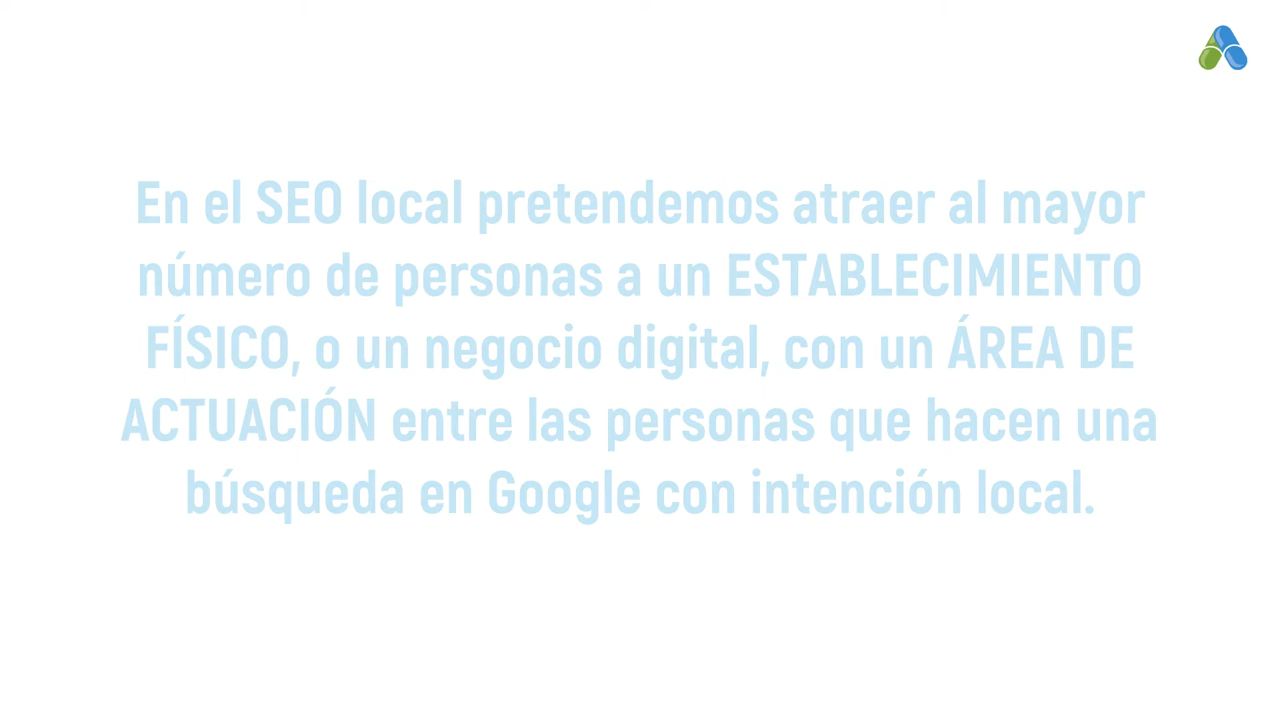 En el SEO local pretendemos atraer al mayor
número de personas a un ESTABLECIMIENTO
FÍSICO, o un negocio digital, con un ÁREA DE
ACTUACIÓN entre las personas que hacen una
búsqueda en Google con intención local.